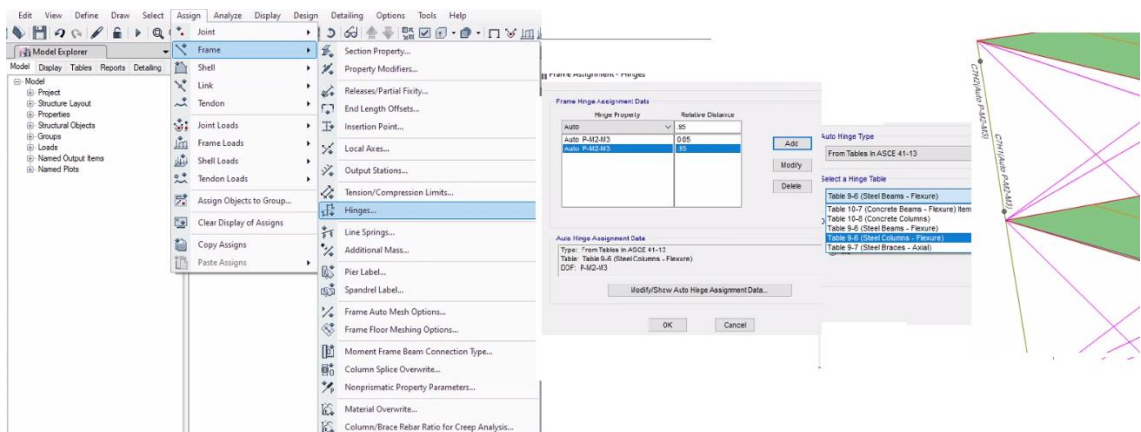 Edit View Define Draw Select Assign Analyze Display Design Detailing Options Tools Help
Model Explorer
Model Display Tables Reports Detailing
Model
Project
Structure Layout
Properties
Structural Objects
Groups
Loads
Named Output Items
Named Plots
Joint
Frame
Shell
Link
Tendon
Joint Loads
Frame Loads
Shell Loads
Tendon Loads
Assign Objects to Group...
Clear Display of Assigns
Copy Assigns
Paste Assigns
Section Property...
Property Modifiers...
Releases/Partial Fixity...
End Length Offsets...
Insertion Point...
Local Axes...
Output Stations...
Tension/Compression Limits...
Hinges...
Line Springs...
Additional Mass...
Pier Label...
Spandrel Label...
Frame Auto Mesh Options...
Frame Floor Meshing Options...
Moment Frame Beam Connection Type...
Column Splice Overwrite...
Nonprismatic Property Parameters...
Material Overwrite...
Column/Brace Rebar Ratio for Creep Analysis...
Frame Assignment - Hinges
Frame Hinge Assignment Data
Hinge Property Relative Distance
Auto .95
Auto P-M2-M3 0.05
Auto P-M2-M3 .95
Add
Modify
Delete
Auto Hinge Assignment Data
Type: From Tables In ASCE 41-13
Table: Table 9-6 (Steel Columns - Flexure)
DOF: P-M2-M3
Modify/Show Auto Hinge Assignment Data...
OK Cancel
Auto Hinge Type
From Tables In ASCE 41-13
Select a Hinge Table
Table 9-6 (Steel Beams - Flexure)
Table 10-7 (Concrete Beams - Flexure) Item
Table 10-8 (Concrete Columns)
Table 9-6 (Steel Beams - Flexure)
Table 9-6 (Steel Columns - Flexure)
Table 9-7 (Steel Braces - Axial)
C7H2(Auto P-M2-M3)
C7H1(Auto P-M2-M3)